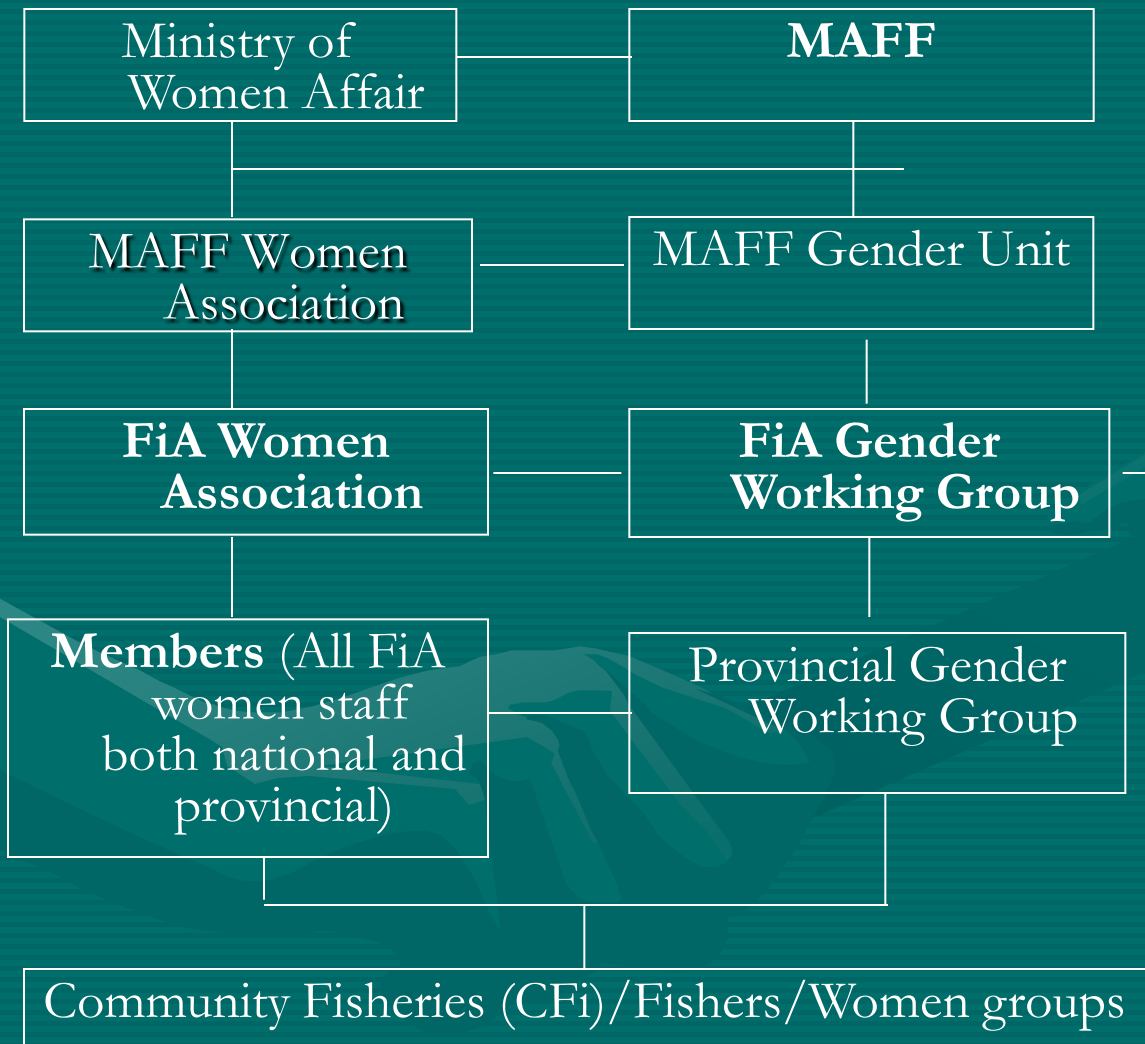 Ministry of
Women Affair
MAFF
MAFF Women
Association
MAFF Gender Unit
FiA Women
Association
FiA Gender
Working Group
Members (All FiA
women staff
both national and
provincial)
Provincial Gender
Working Group
Community Fisheries (CFi)/Fishers/Women groups